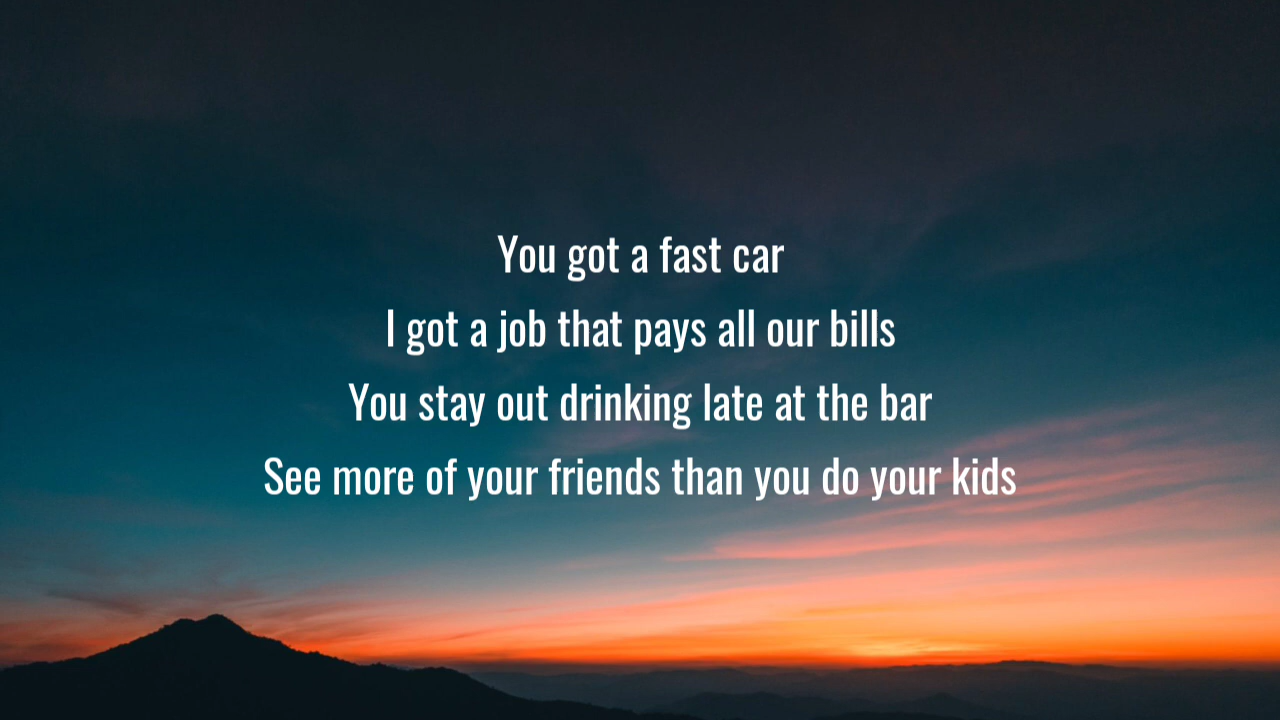 You got a fast car
I got a job that pays all our bills
You stay out drinking late at the bar
See more of your friends than you do your kids